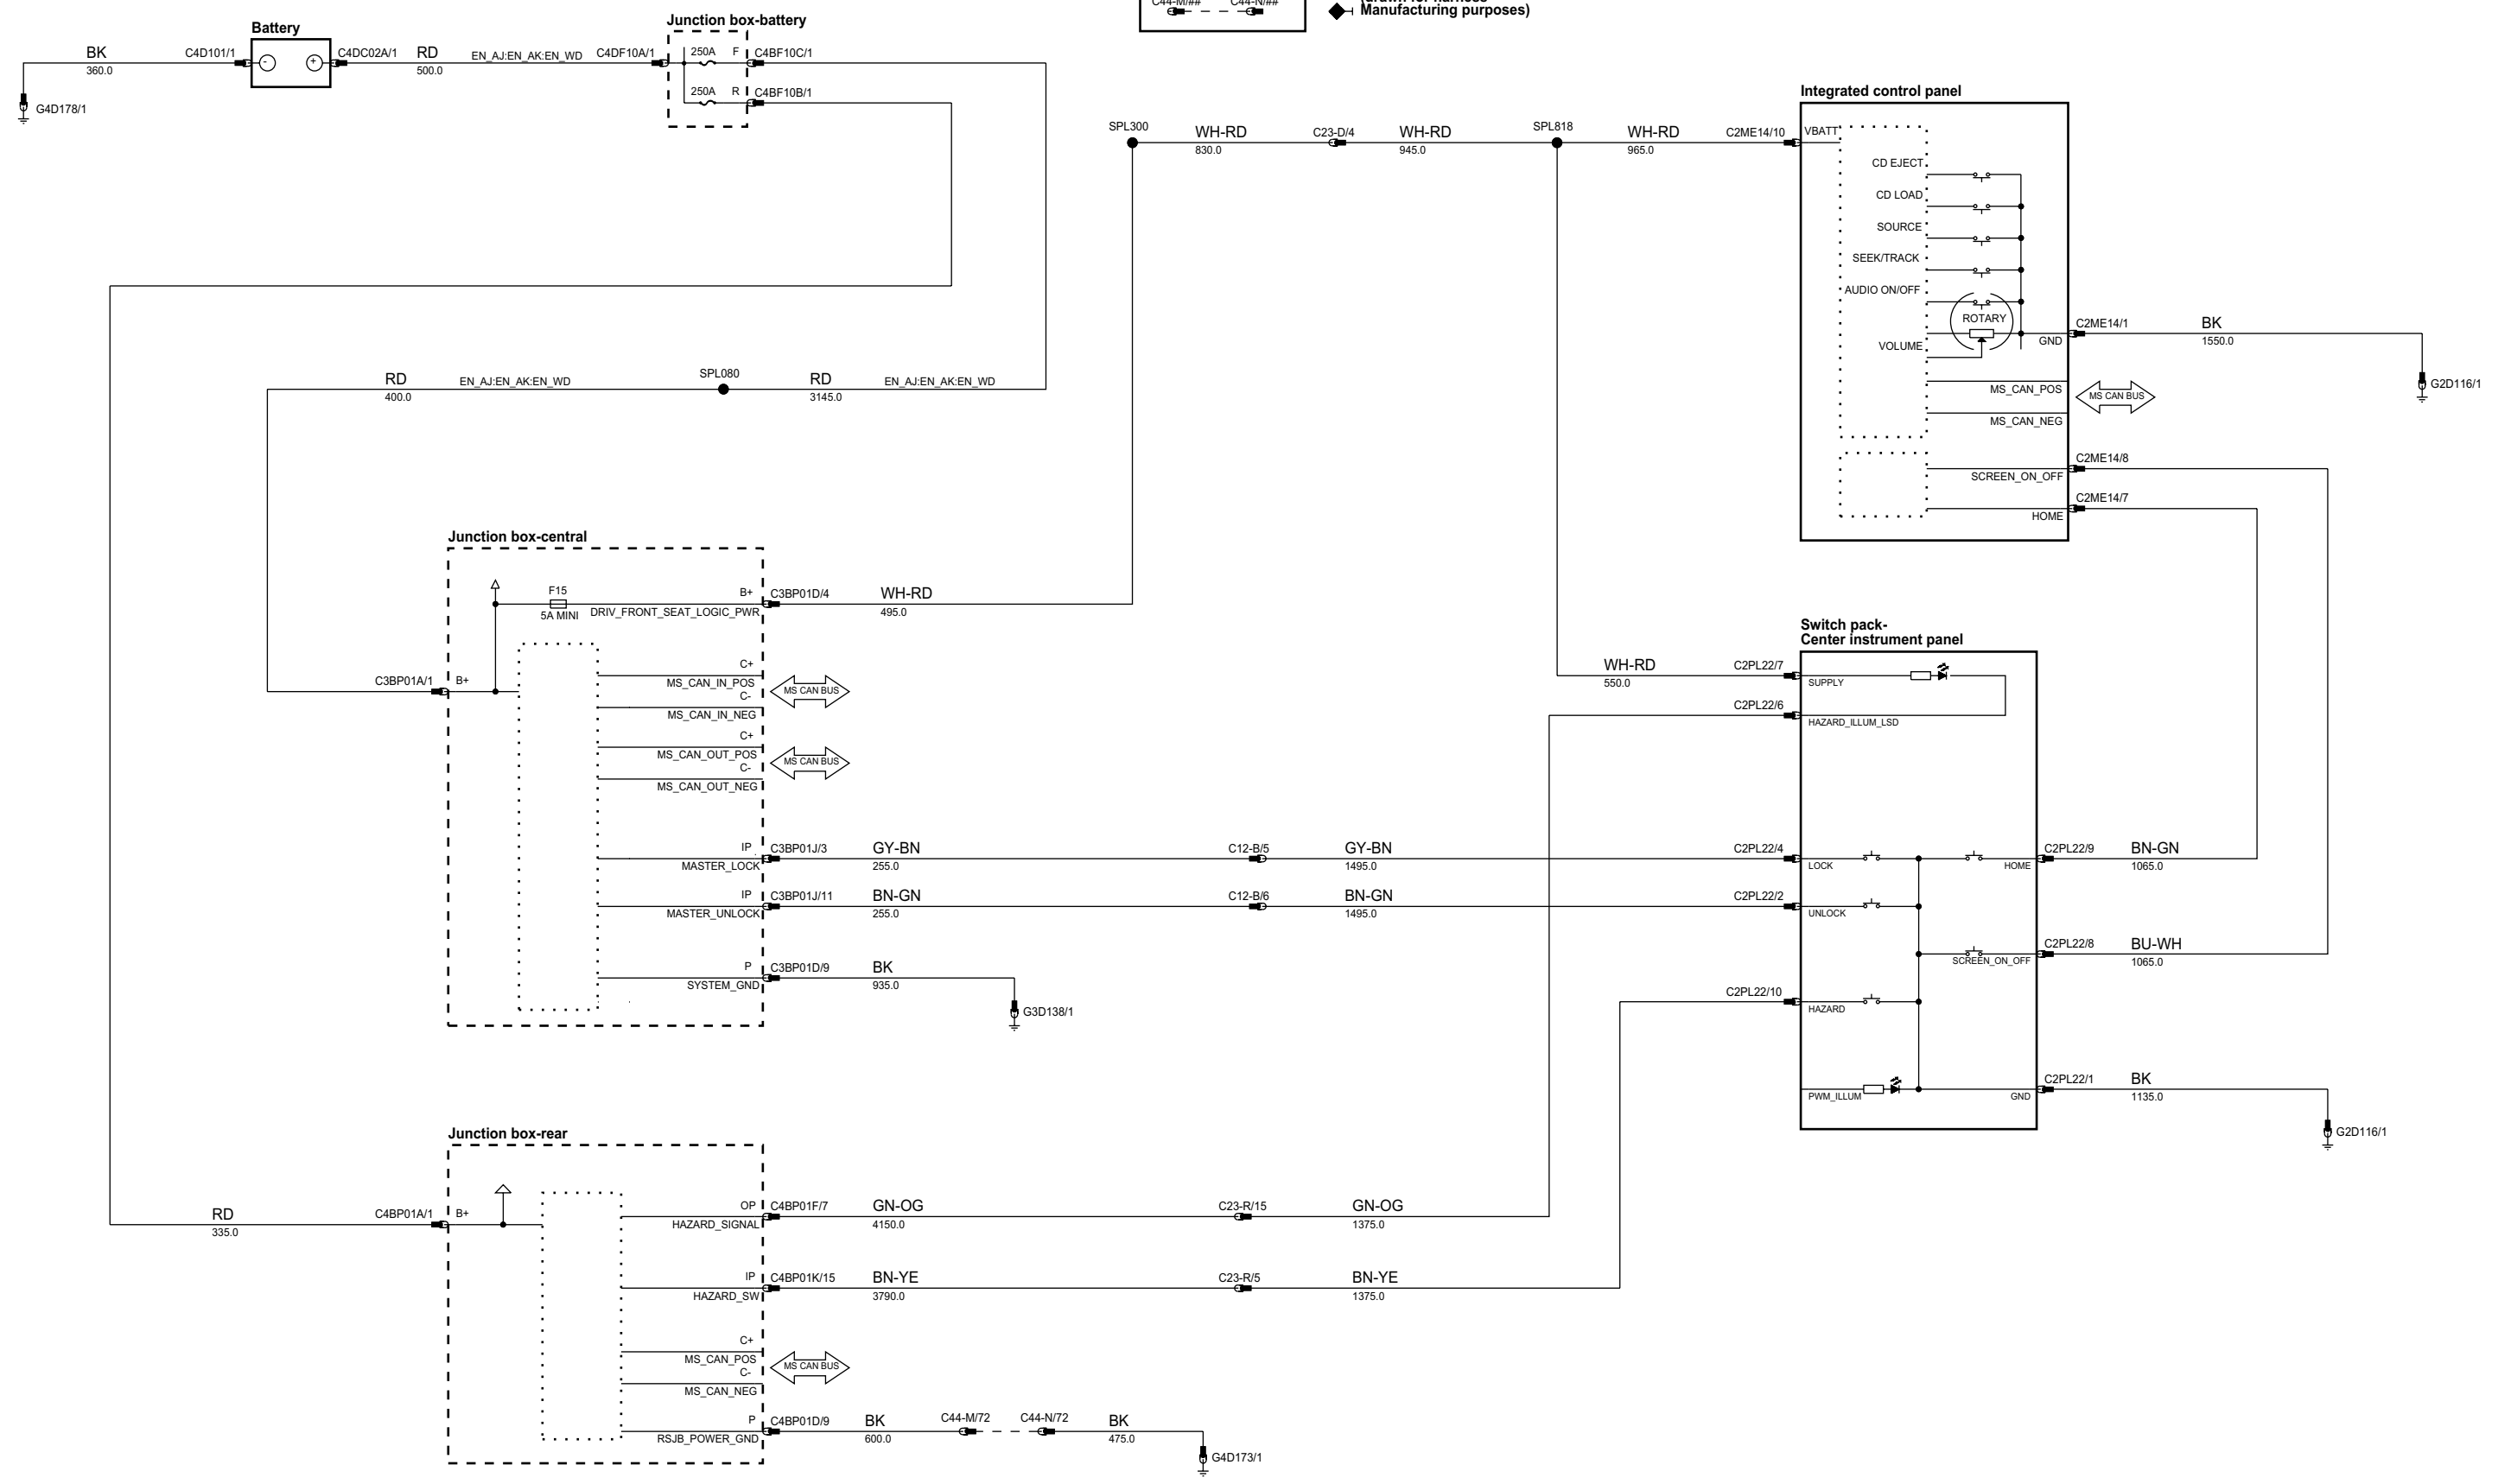 C44-M/## C44-N/##
Manufacturing purposes)
Junction box-battery
Battery
BK
360.0
C4D101/1
-
+
C4DC02A/1
RD
500.0
EN_AJ:EN_AK:EN_WD
C4DF10A/1
250A F
C4BF10C/1
250A R
C4BF10B/1
G4D178/1
RD
400.0
EN_AJ:EN_AK:EN_WD
SPL080
RD
3145.0
EN_AJ:EN_AK:EN_WD
SPL300
WH-RD
830.0
C23-D/4
WH-RD
945.0
SPL818
WH-RD
965.0
C2ME14/10
Integrated control panel
VBATT
CD EJECT
CD LOAD
SOURCE
SEEK/TRACK
AUDIO ON/OFF
ROTARY
VOLUME
GND
C2ME14/1
BK
1550.0
G2D116/1
MS_CAN_POS
MS CAN BUS
MS_CAN_NEG
SCREEN_ON_OFF
C2ME14/8
HOME
C2ME14/7
Junction box-central
F15
5A MINI
B+
DRIV_FRONT_SEAT_LOGIC_PWR
C3BP01D/4
WH-RD
495.0
C3BP01A/1
B+
C+
MS_CAN_IN_POS
C-
MS_CAN_IN_NEG
MS CAN BUS
C+
MS_CAN_OUT_POS
C-
MS_CAN_OUT_NEG
MS CAN BUS
IP
MASTER_LOCK
C3BP01J/3
GY-BN
255.0
C12-B/5
GY-BN
1495.0
IP
MASTER_UNLOCK
C3BP01J/11
BN-GN
255.0
C12-B/6
BN-GN
1495.0
P
SYSTEM_GND
C3BP01D/9
BK
935.0
G3D138/1
Switch pack-
Center instrument panel
WH-RD
550.0
C2PL22/7
SUPPLY
C2PL22/6
HAZARD_ILLUM_LSD
C2PL22/4
LOCK
HOME
C2PL22/9
BN-GN
1065.0
C2PL22/2
UNLOCK
SCREEN_ON_OFF
C2PL22/8
BU-WH
1065.0
C2PL22/10
HAZARD
PWM_ILLUM
GND
C2PL22/1
BK
1135.0
G2D116/1
Junction box-rear
RD
335.0
C4BP01A/1
B+
OP
HAZARD_SIGNAL
C4BP01F/7
GN-OG
4150.0
C23-R/15
GN-OG
1375.0
IP
HAZARD_SW
C4BP01K/15
BN-YE
3790.0
C23-R/5
BN-YE
1375.0
C+
MS_CAN_POS
C-
MS_CAN_NEG
MS CAN BUS
P
RSJB_POWER_GND
C4BP01D/9
BK
600.0
C44-M/72
C44-N/72
BK
475.0
G4D173/1